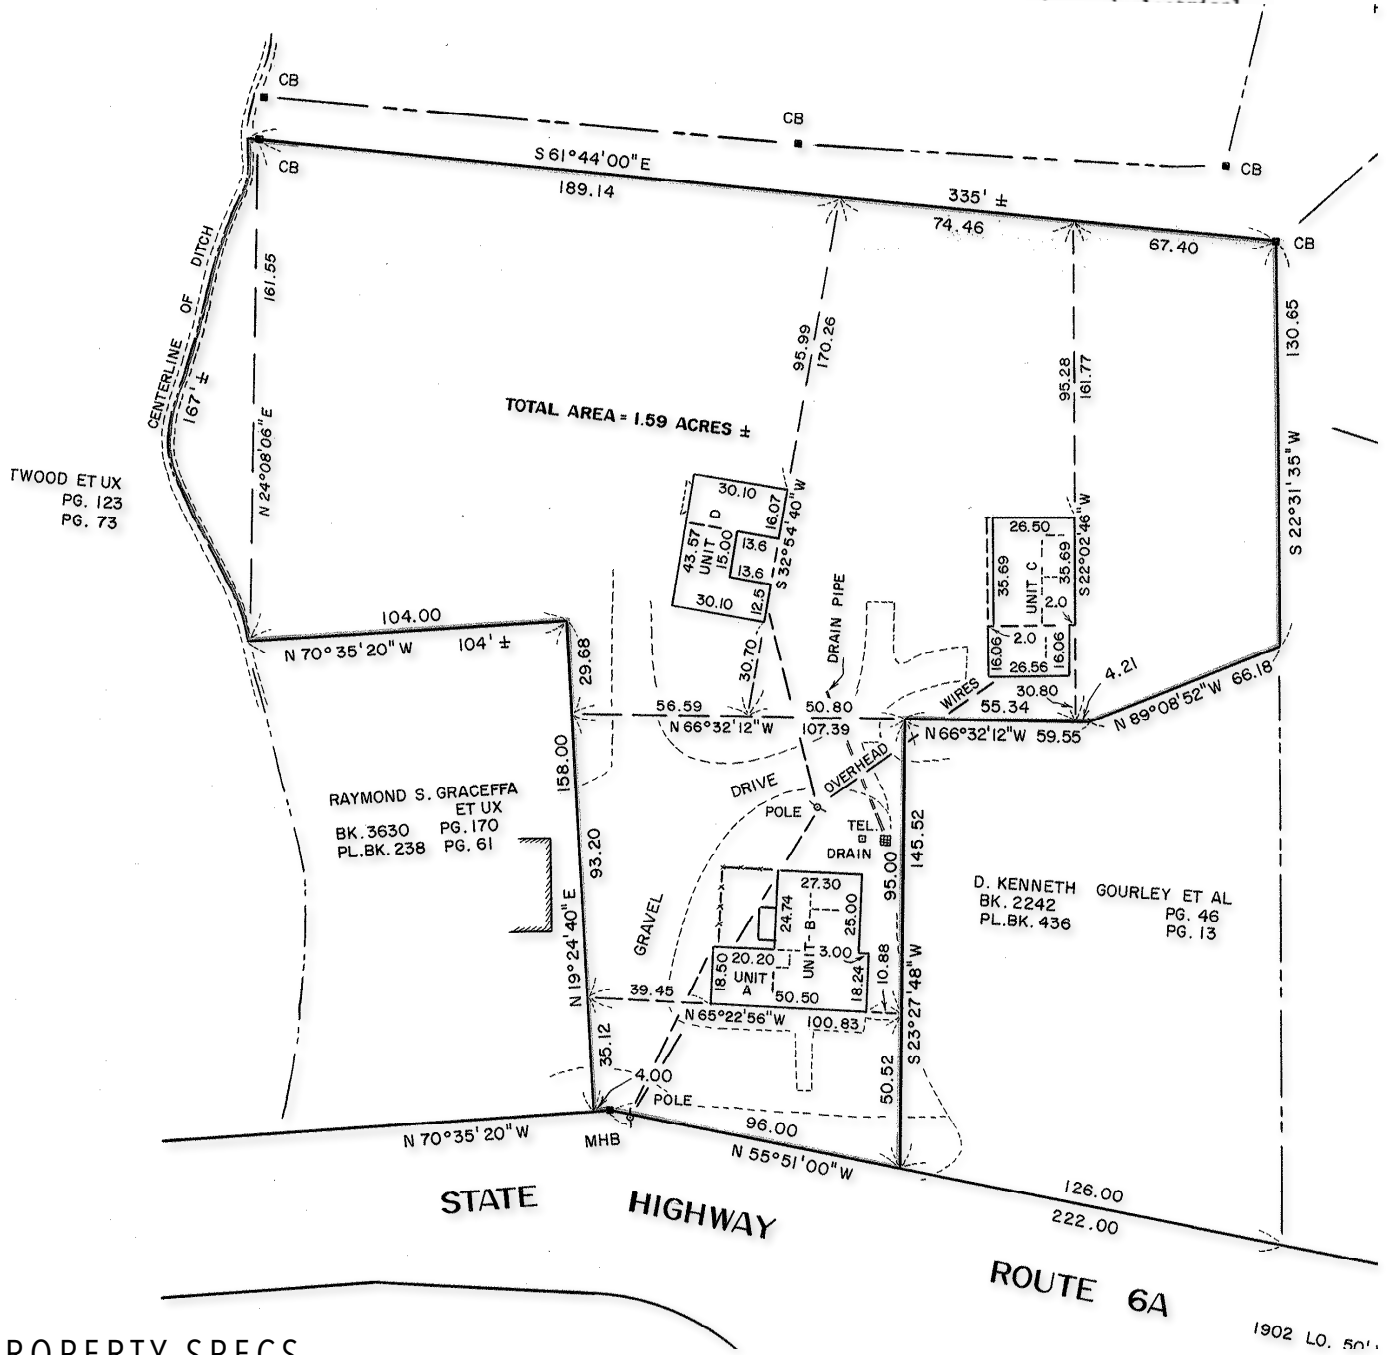 CB
CB
CB
CB
CB
S 61°44'00" E
189.14
335' ±
74.46
67.40
CENTERLINE OF DITCH
167' ±
161.55
N 24°08'06" E
95.99
170.26
95.28
161.77
130.65
S 22°31'35" W
TOTAL AREA = 1.59 ACRES ±
TWOOD ET UX
PG. 123
PG. 73
30.10
16.07
43.57
UNIT D
15.00
13.6
13.6
30.10
12.5
S 32°54'40" W
26.50
35.69
UNIT C
35.69
2.0
S 22°02'46" W
16.06
2.0
16.06
26.56
104.00
N 70°35'20" W
104' ±
29.68
30.70
DRAIN PIPE
WIRES
30.80
4.21
66.18
N 89°08'52" W
56.59
50.80
55.34
N 66°32'12" W
107.39
N 66°32'12" W 59.55
158.00
OVERHEAD
DRIVE
POLE
TEL.
DRAIN
RAYMOND S. GRACEFFA
ET UX
BK. 3630 PG. 170
PL.BK. 238 PG. 61
93.20
N 19°24'40" E
GRAVEL
145.52
95.00
27.30
24.74
UNIT B
25.00
3.00
18.50
20.20
UNIT
A
50.50
18.24
10.88
S 23°27'48" W
D. KENNETH GOURLEY ET AL
BK. 2242 PG. 46
PL.BK. 436 PG. 13
39.45
N 65°22'56" W
100.83
35.12
50.52
4.00
POLE
MHB
N 70°35'20" W
96.00
N 55°51'00" W
126.00
222.00
STATE HIGHWAY
ROUTE 6A
1902 LO. 50'
ROPERTY SPECS